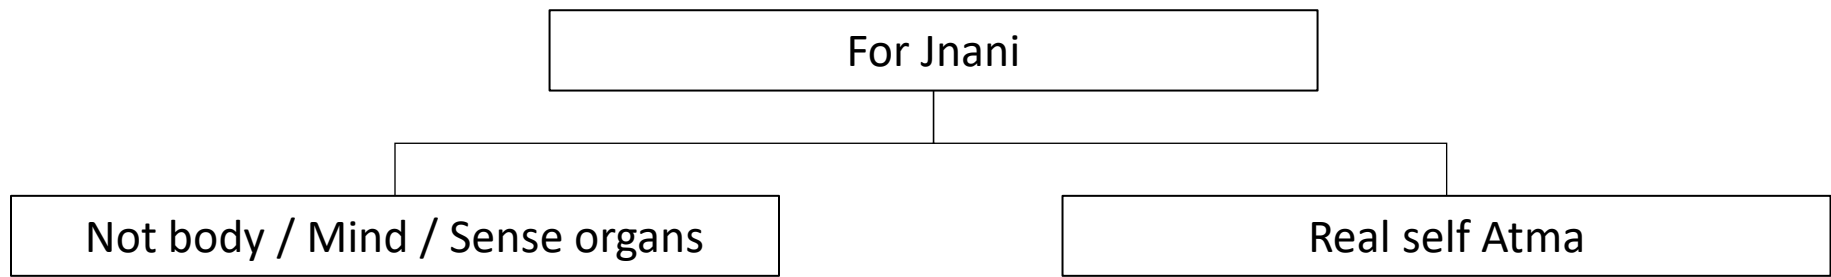 For Jnani
Not body / Mind / Sense organs
Real self Atma